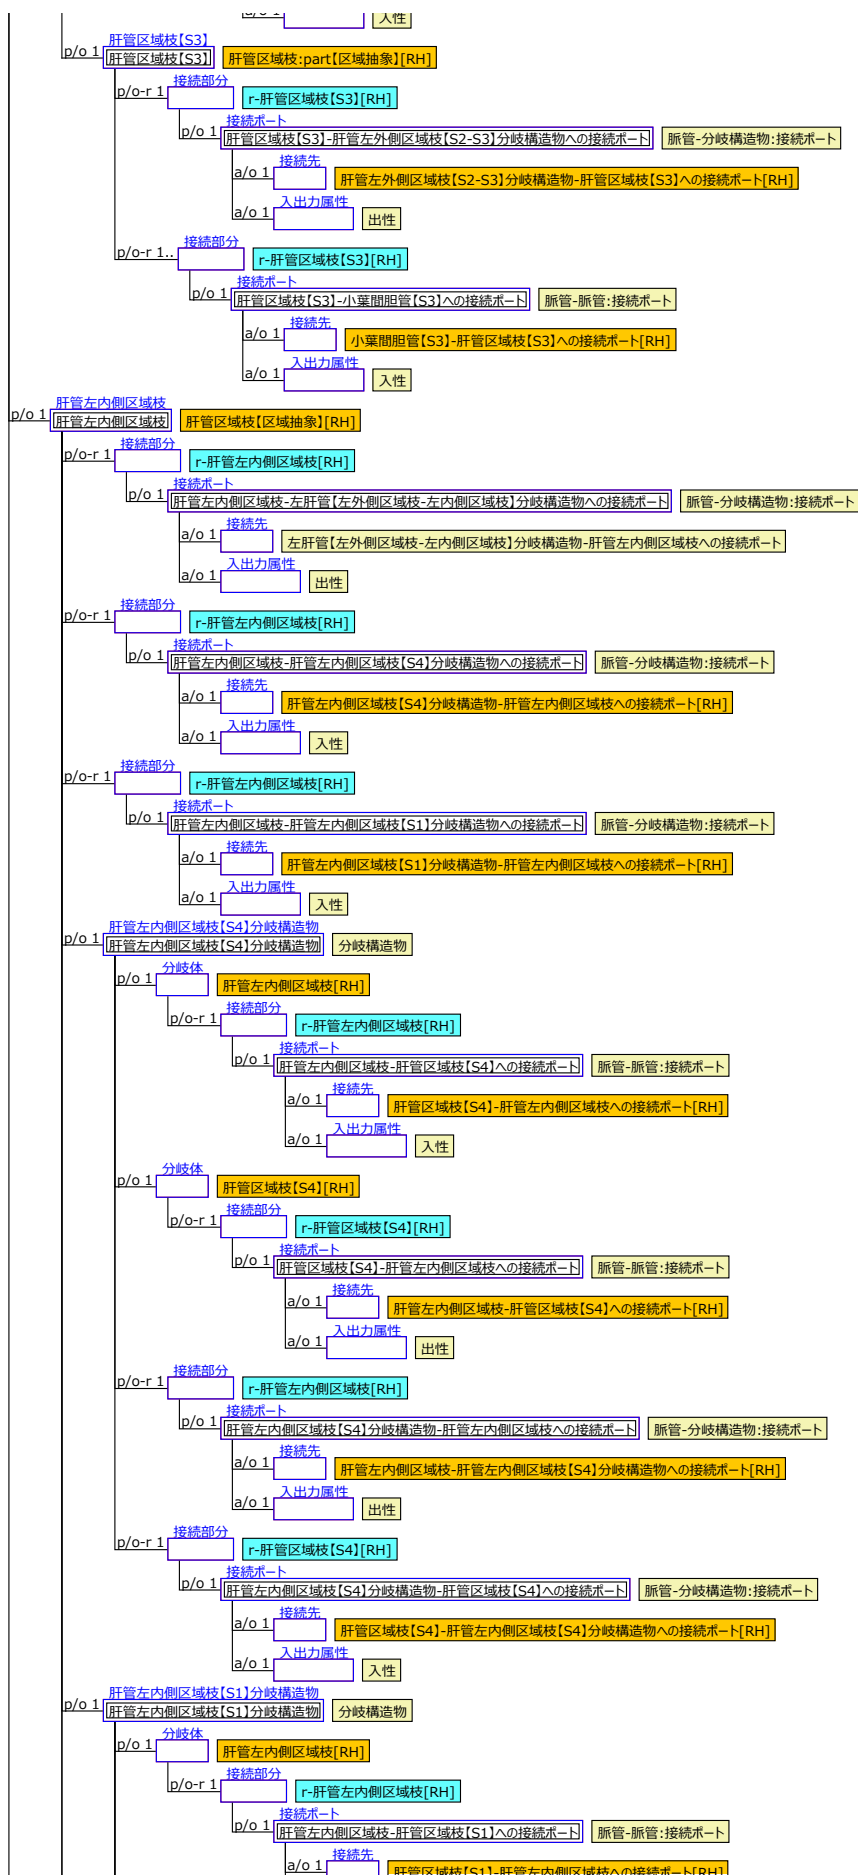 a/o 1 入性
肝管区域枝【S3】
p/o 1 肝管区域枝【S3】 肝管区域枝:part【区域抽象】[RH]
接続部分
p/o-r 1 r-肝管区域枝【S3】[RH]
接続ポート
p/o 1 肝管区域枝【S3】-肝管左外側区域枝【S2-S3】分岐構造物への接続ポート 脈管-分岐構造物:接続ポート
接続先
a/o 1 肝管左外側区域枝【S2-S3】分岐構造物-肝管区域枝【S3】への接続ポート[RH]
入出力属性
a/o 1 出性
接続部分
p/o-r 1.. r-肝管区域枝【S3】[RH]
接続ポート
p/o 1 肝管区域枝【S3】-小葉間胆管【S3】への接続ポート 脈管-脈管:接続ポート
接続先
a/o 1 小葉間胆管【S3】-肝管区域枝【S3】への接続ポート[RH]
入出力属性
a/o 1 入性
肝管左内側区域枝
p/o 1 肝管左内側区域枝 肝管区域枝【区域抽象】[RH]
接続部分
p/o-r 1 r-肝管左内側区域枝[RH]
接続ポート
p/o 1 肝管左内側区域枝-左肝管【左外側区域枝-左内側区域枝】分岐構造物への接続ポート 脈管-分岐構造物:接続ポート
接続先
a/o 1 左肝管【左外側区域枝-左内側区域枝】分岐構造物-肝管左内側区域枝への接続ポート
入出力属性
a/o 1 出性
接続部分
p/o-r 1 r-肝管左内側区域枝[RH]
接続ポート
p/o 1 肝管左内側区域枝-肝管左内側区域枝【S4】分岐構造物への接続ポート 脈管-分岐構造物:接続ポート
接続先
a/o 1 肝管左内側区域枝【S4】分岐構造物-肝管左内側区域枝への接続ポート[RH]
入出力属性
a/o 1 入性
接続部分
p/o-r 1 r-肝管左内側区域枝[RH]
接続ポート
p/o 1 肝管左内側区域枝-肝管左内側区域枝【S1】分岐構造物への接続ポート 脈管-分岐構造物:接続ポート
接続先
a/o 1 肝管左内側区域枝【S1】分岐構造物-肝管左内側区域枝への接続ポート[RH]
入出力属性
a/o 1 入性
肝管左内側区域枝【S4】分岐構造物
p/o 1 肝管左内側区域枝【S4】分岐構造物 分岐構造物
分岐体
p/o 1 肝管左内側区域枝[RH]
接続部分
p/o-r 1 r-肝管左内側区域枝[RH]
接続ポート
p/o 1 肝管左内側区域枝-肝管区域枝【S4】への接続ポート 脈管-脈管:接続ポート
接続先
a/o 1 肝管区域枝【S4】-肝管左内側区域枝への接続ポート[RH]
入出力属性
a/o 1 入性
分岐体
p/o 1 肝管区域枝【S4】[RH]
接続部分
p/o-r 1 r-肝管区域枝【S4】[RH]
接続ポート
p/o 1 肝管区域枝【S4】-肝管左内側区域枝への接続ポート 脈管-脈管:接続ポート
接続先
a/o 1 肝管左内側区域枝-肝管区域枝【S4】への接続ポート[RH]
入出力属性
a/o 1 出性
接続部分
p/o-r 1 r-肝管左内側区域枝[RH]
接続ポート
p/o 1 肝管左内側区域枝【S4】分岐構造物-肝管左内側区域枝への接続ポート 脈管-分岐構造物:接続ポート
接続先
a/o 1 肝管左内側区域枝-肝管左内側区域枝【S4】分岐構造物への接続ポート[RH]
入出力属性
a/o 1 出性
接続部分
p/o-r 1 r-肝管区域枝【S4】[RH]
接続ポート
p/o 1 肝管左内側区域枝【S4】分岐構造物-肝管区域枝【S4】への接続ポート 脈管-分岐構造物:接続ポート
接続先
a/o 1 肝管区域枝【S4】-肝管左内側区域枝【S4】分岐構造物への接続ポート[RH]
入出力属性
a/o 1 入性
肝管左内側区域枝【S1】分岐構造物
p/o 1 肝管左内側区域枝【S1】分岐構造物 分岐構造物
分岐体
p/o 1 肝管左内側区域枝[RH]
接続部分
p/o-r 1 r-肝管左内側区域枝[RH]
接続ポート
p/o 1 肝管左内側区域枝-肝管区域枝【S1】への接続ポート 脈管-脈管:接続ポート
接続先
a/o 1 肝管区域枝【S1】-肝管左内側区域枝への接続ポート[RH]